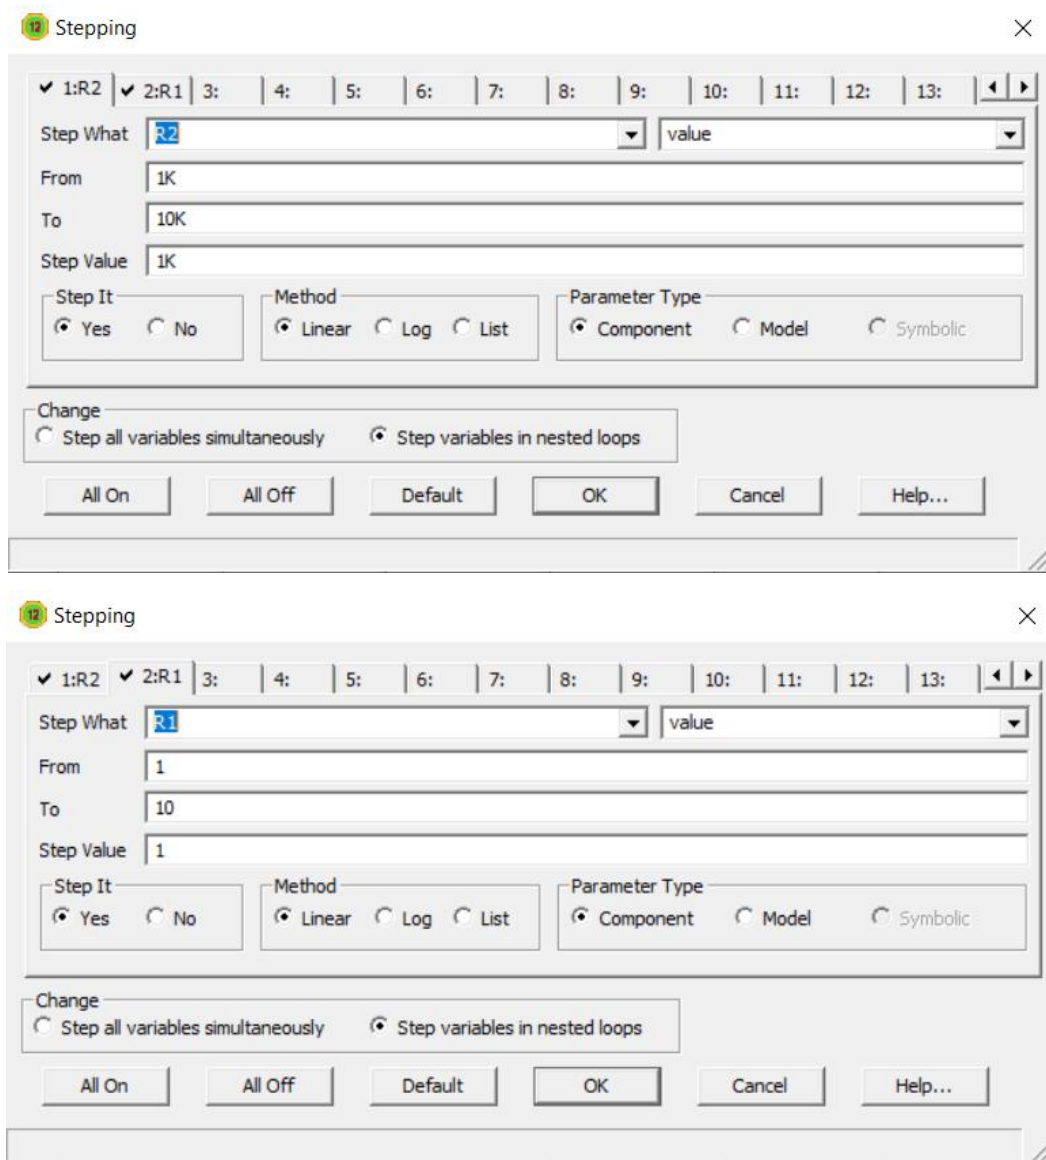 12 Stepping
1:R2 2:R1 3: 4: 5: 6: 7: 8: 9: 10: 11: 12: 13:
Step What R2 value
From 1K
To 10K
Step Value 1K
Step It Method Parameter Type
Yes No Linear Log List Component Model Symbolic
Change
Step all variables simultaneously Step variables in nested loops
All On All Off Default OK Cancel Help...
12 Stepping
1:R2 2:R1 3: 4: 5: 6: 7: 8: 9: 10: 11: 12: 13:
Step What R1 value
From 1
To 10
Step Value 1
Step It Method Parameter Type
Yes No Linear Log List Component Model Symbolic
Change
Step all variables simultaneously Step variables in nested loops
All On All Off Default OK Cancel Help...